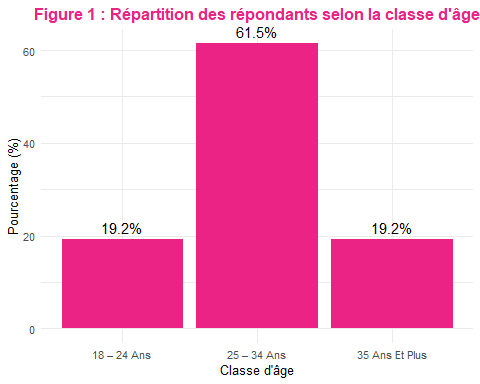 Figure 1 : Répartition des répondants selon la classe d'âge
61.5%
60
40
19.2%
19.2%
20
0
Pourcentage (%)
18 – 24 Ans
25 – 34 Ans
35 Ans Et Plus
Classe d'âge